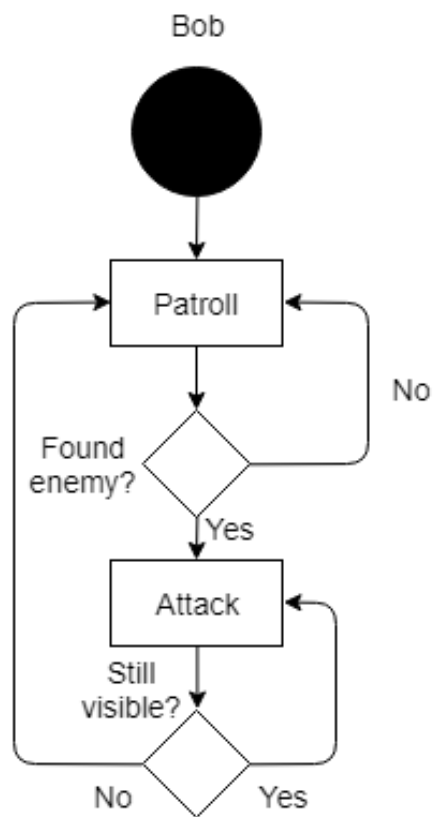 Bob
Patroll
No
Found
enemy?
Yes
Attack
Still
visible?
No
Yes